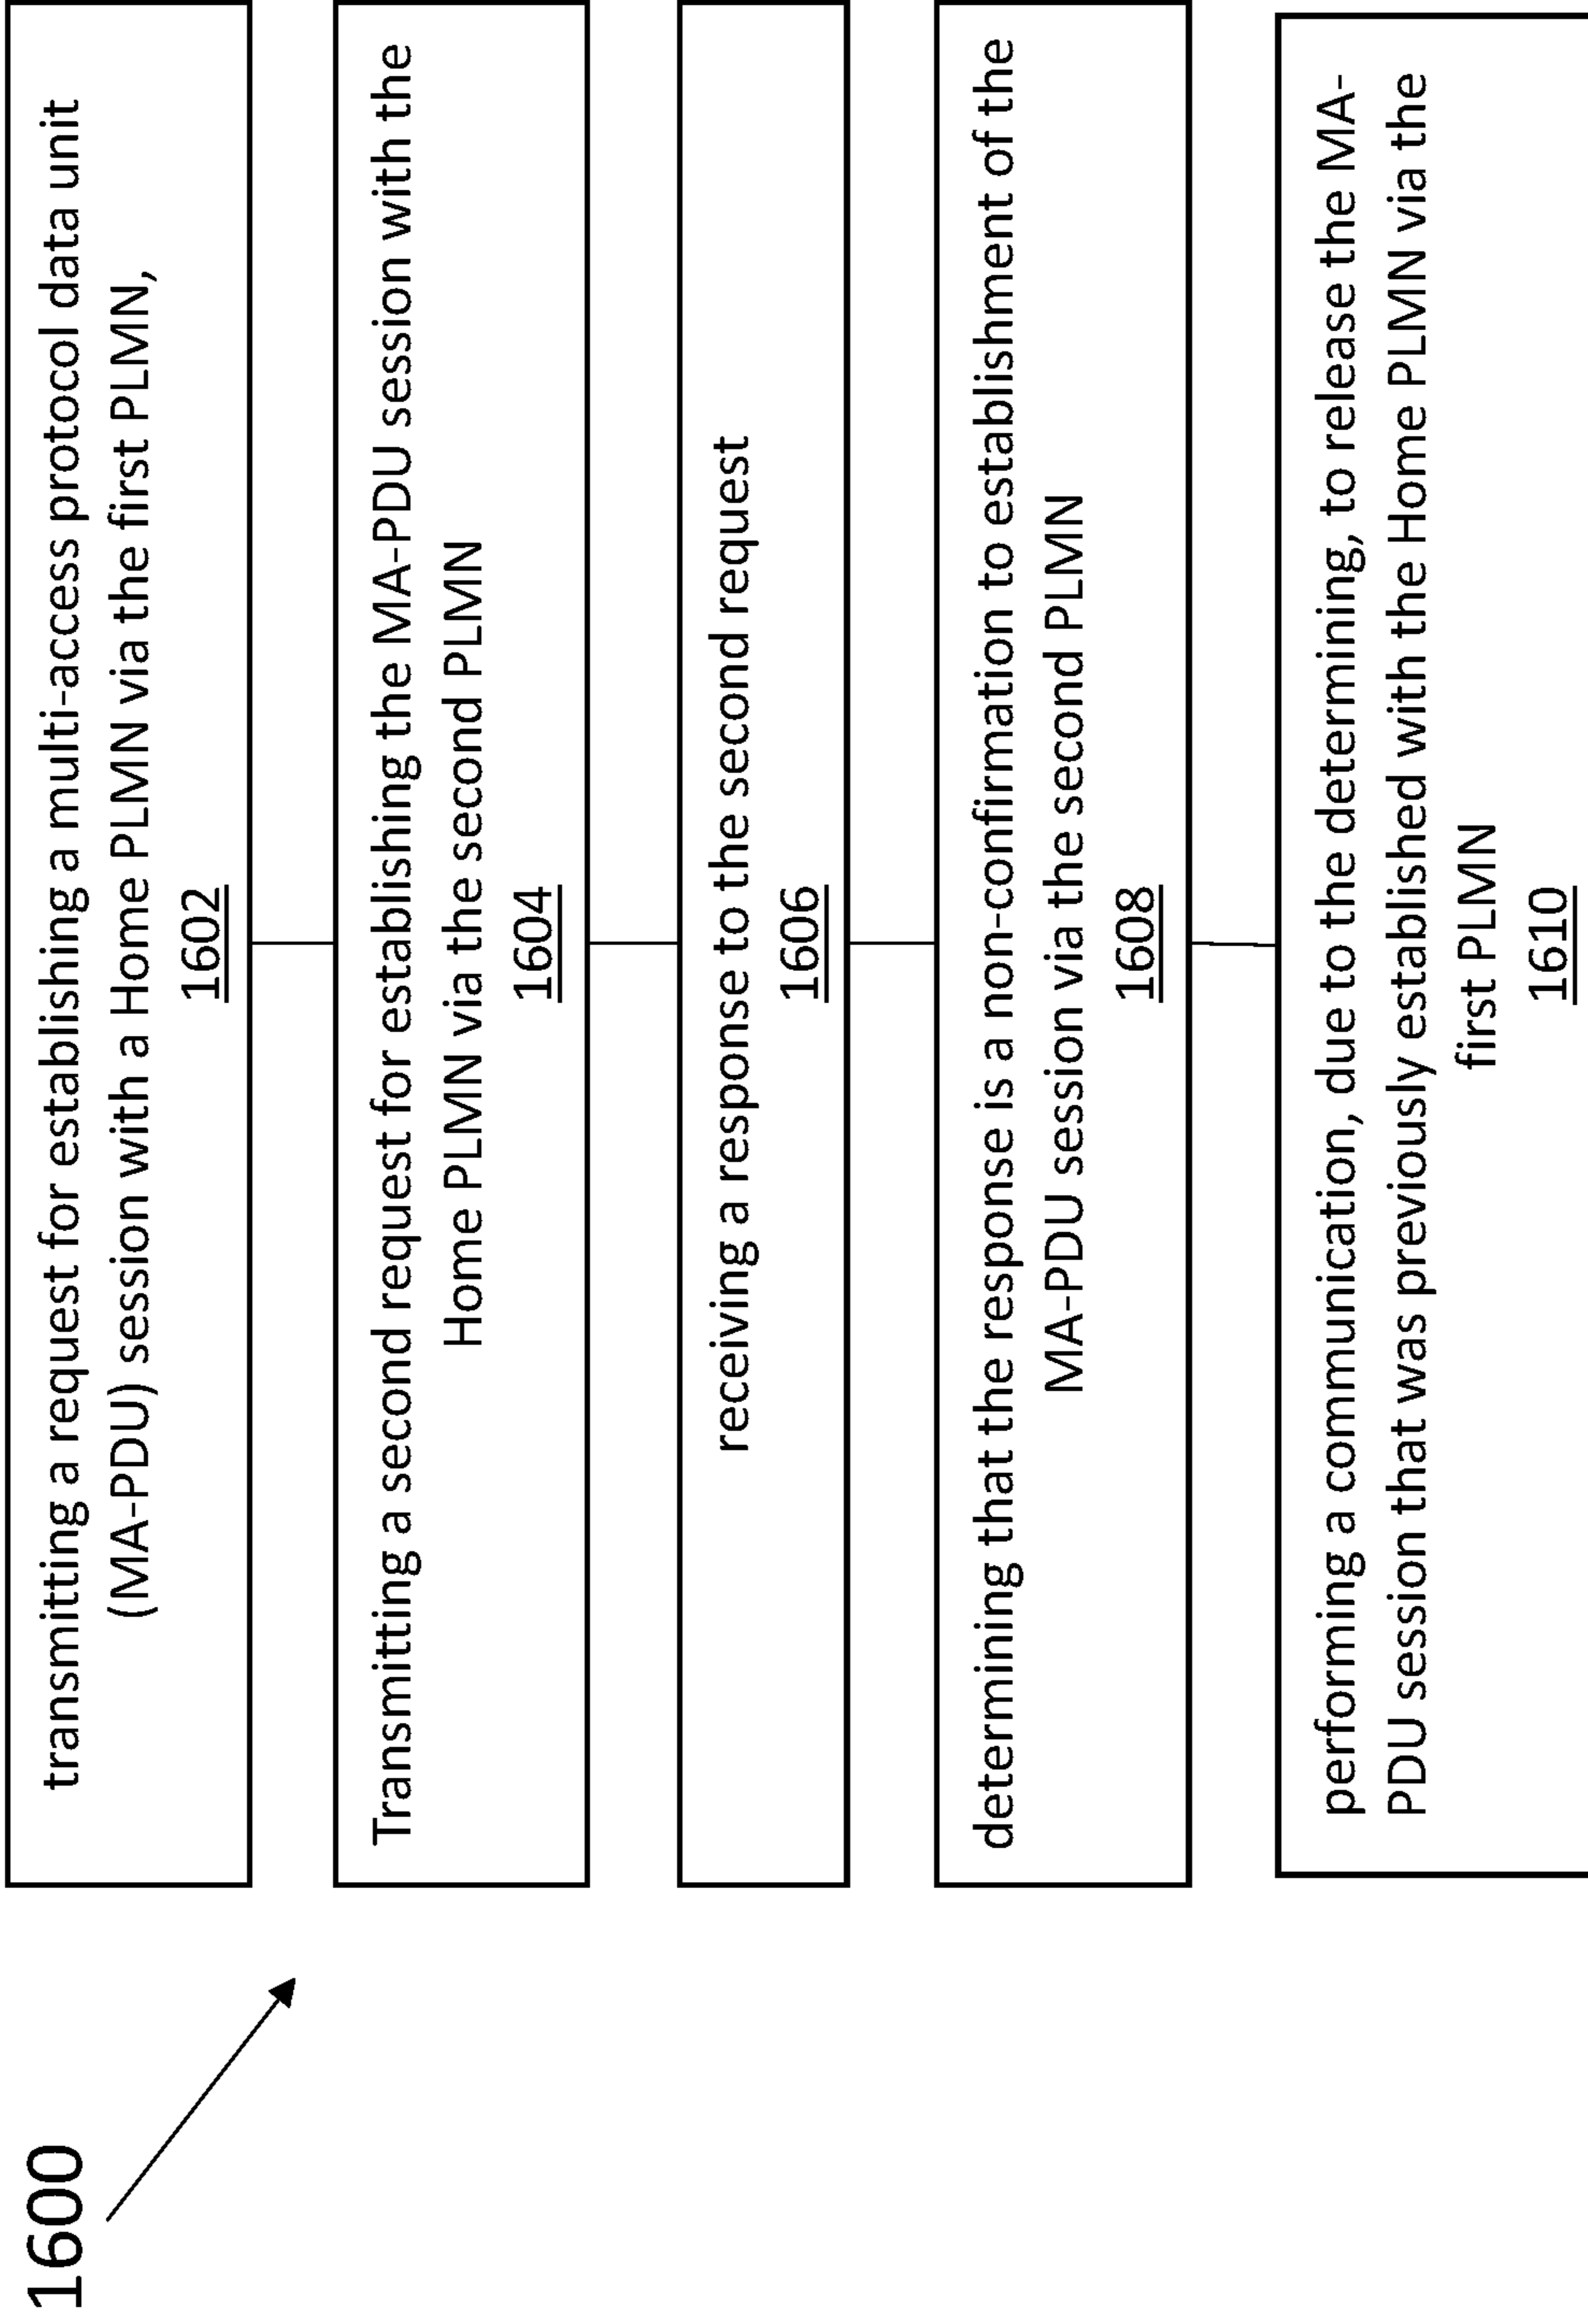 1600
transmitting a request for establishing a multi-access protocol data unit
(MA-PDU) session with a Home PLMN via the first PLMN,
1602
Transmitting a second request for establishing the MA-PDU session with the
Home PLMN via the second PLMN
1604
receiving a response to the second request
1606
determining that the response is a non-confirmation to establishment of the
MA-PDU session via the second PLMN
1608
performing a communication, due to the determining, to release the MA-
PDU session that was previously established with the Home PLMN via the
first PLMN
1610